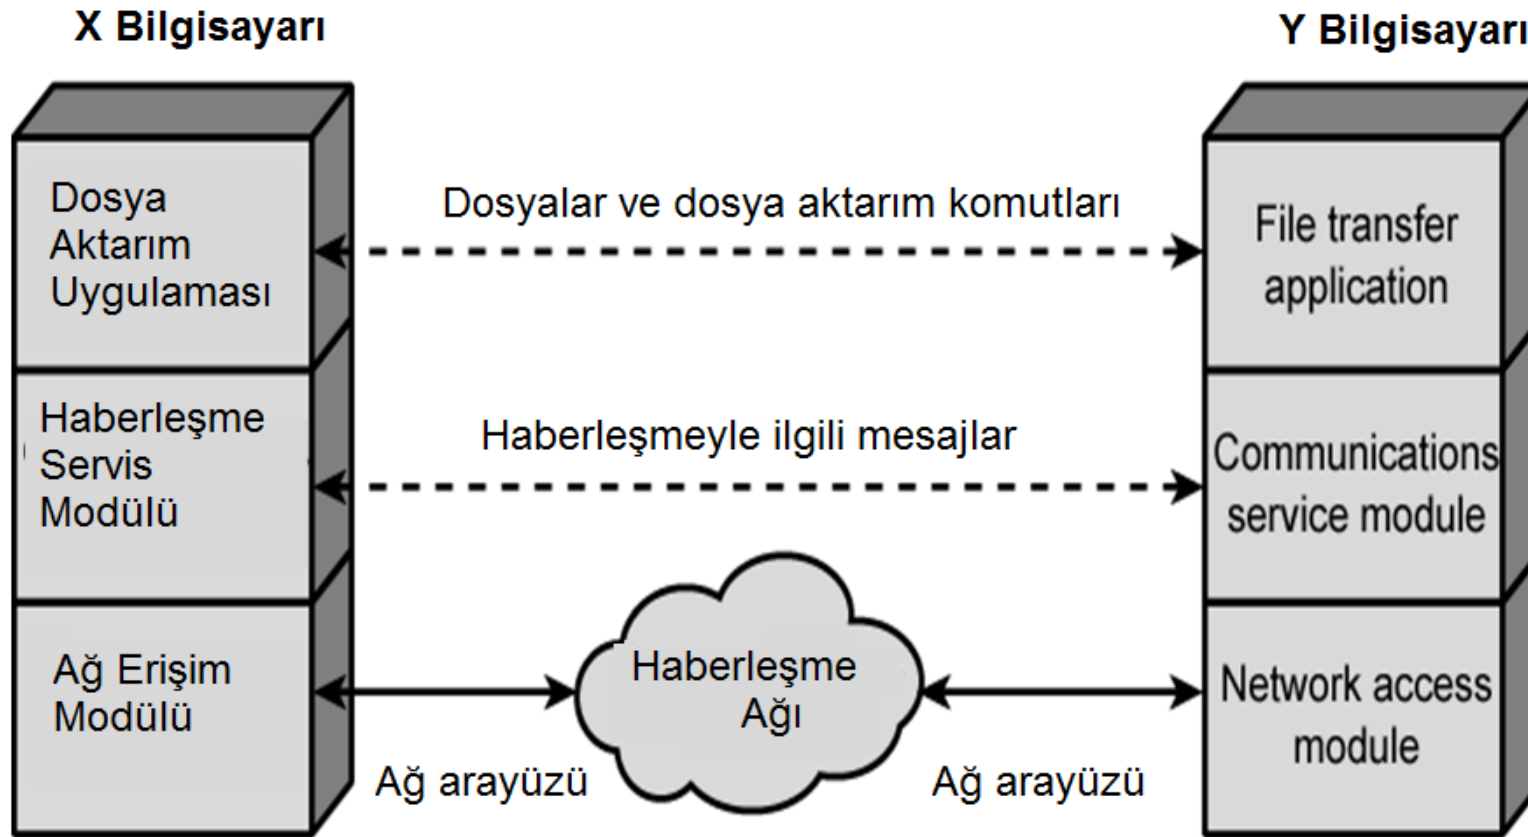 X Bilgisayarı
Y Bilgisayarı
Dosya
Aktarım
Uygulaması
Dosyalar ve dosya aktarım komutları
File transfer
application
Haberleşme
Servis
Modülü
Haberleşmeyle ilgili mesajlar
Communications
service module
Ağ Erişim
Modülü
Haberleşme
Ağı
Network access
module
Ağ arayüzü
Ağ arayüzü